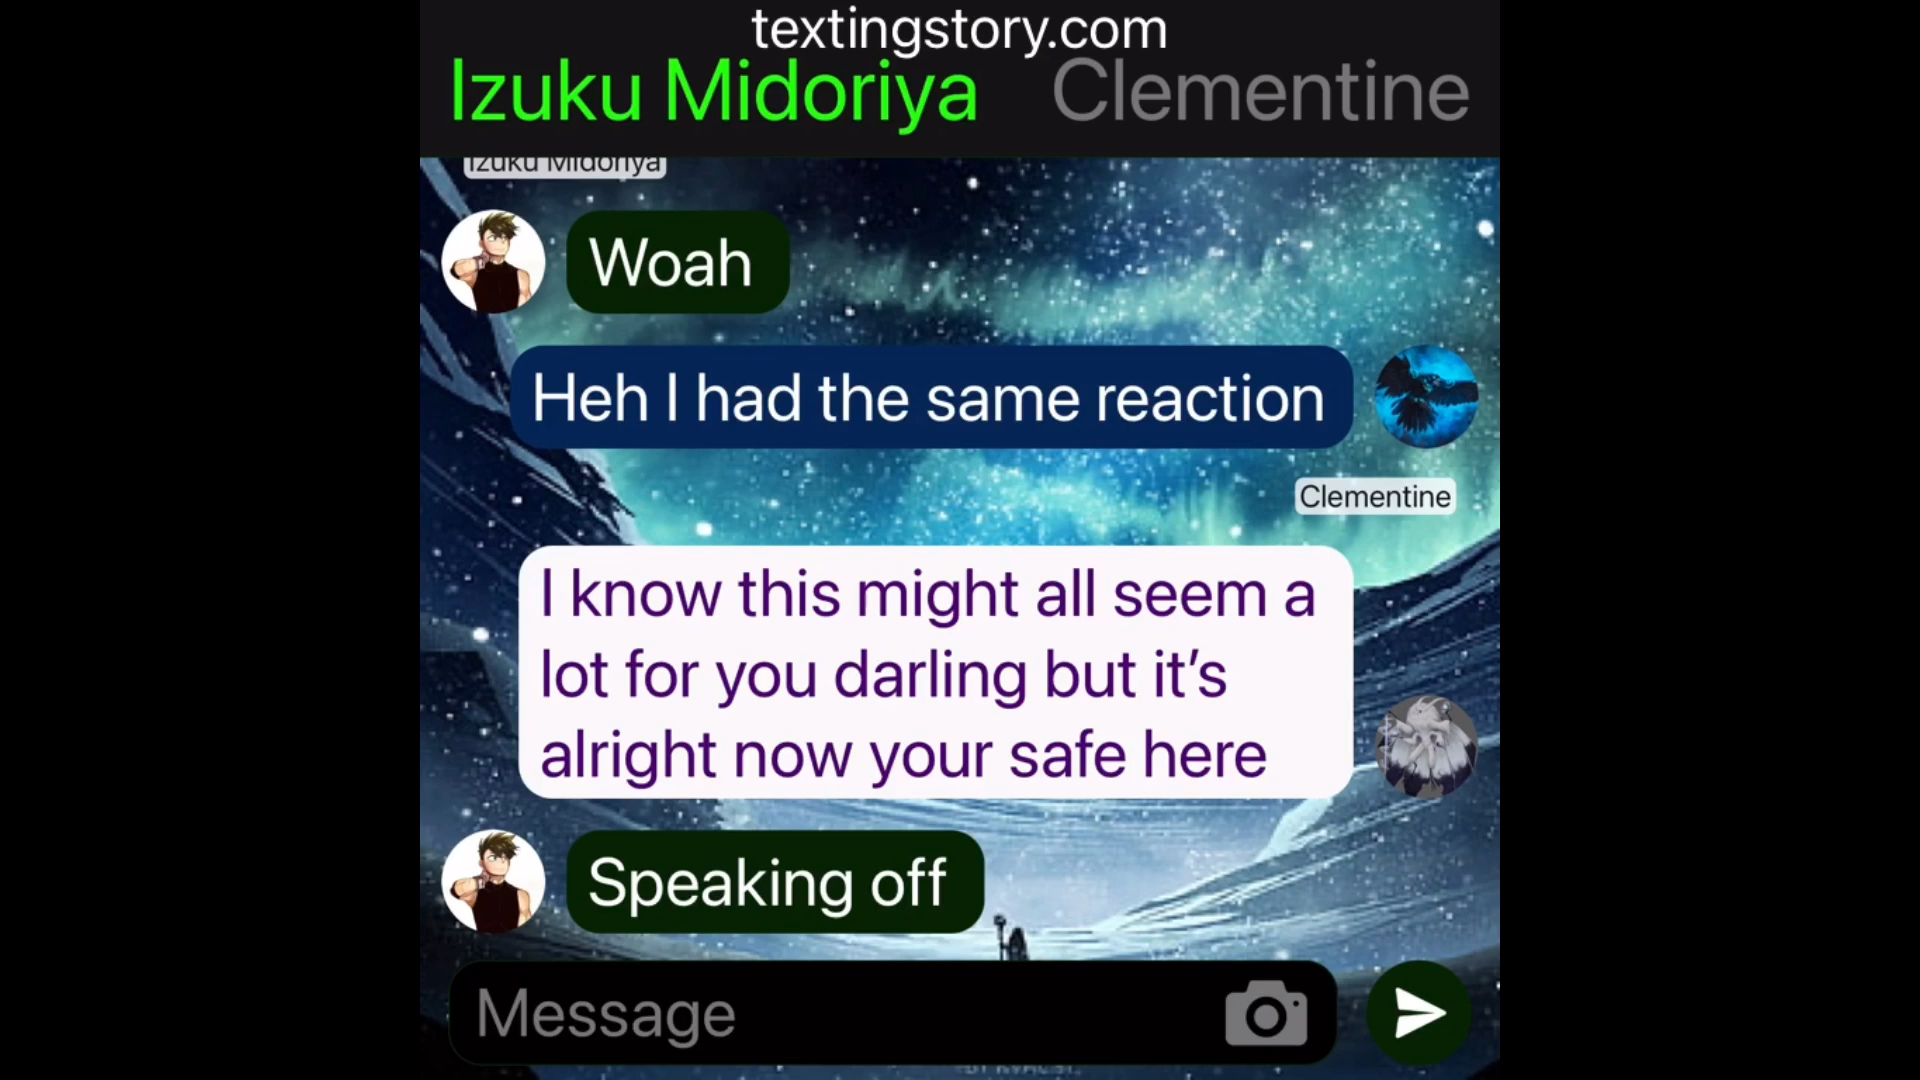 textingstory.com
Izuku Midoriya Clementine
Izuku Midoriya
Woah
Heh I had the same reaction
Clementine
I know this might all seem a
lot for you darling but it’s
alright now your safe here
Speaking off
Message